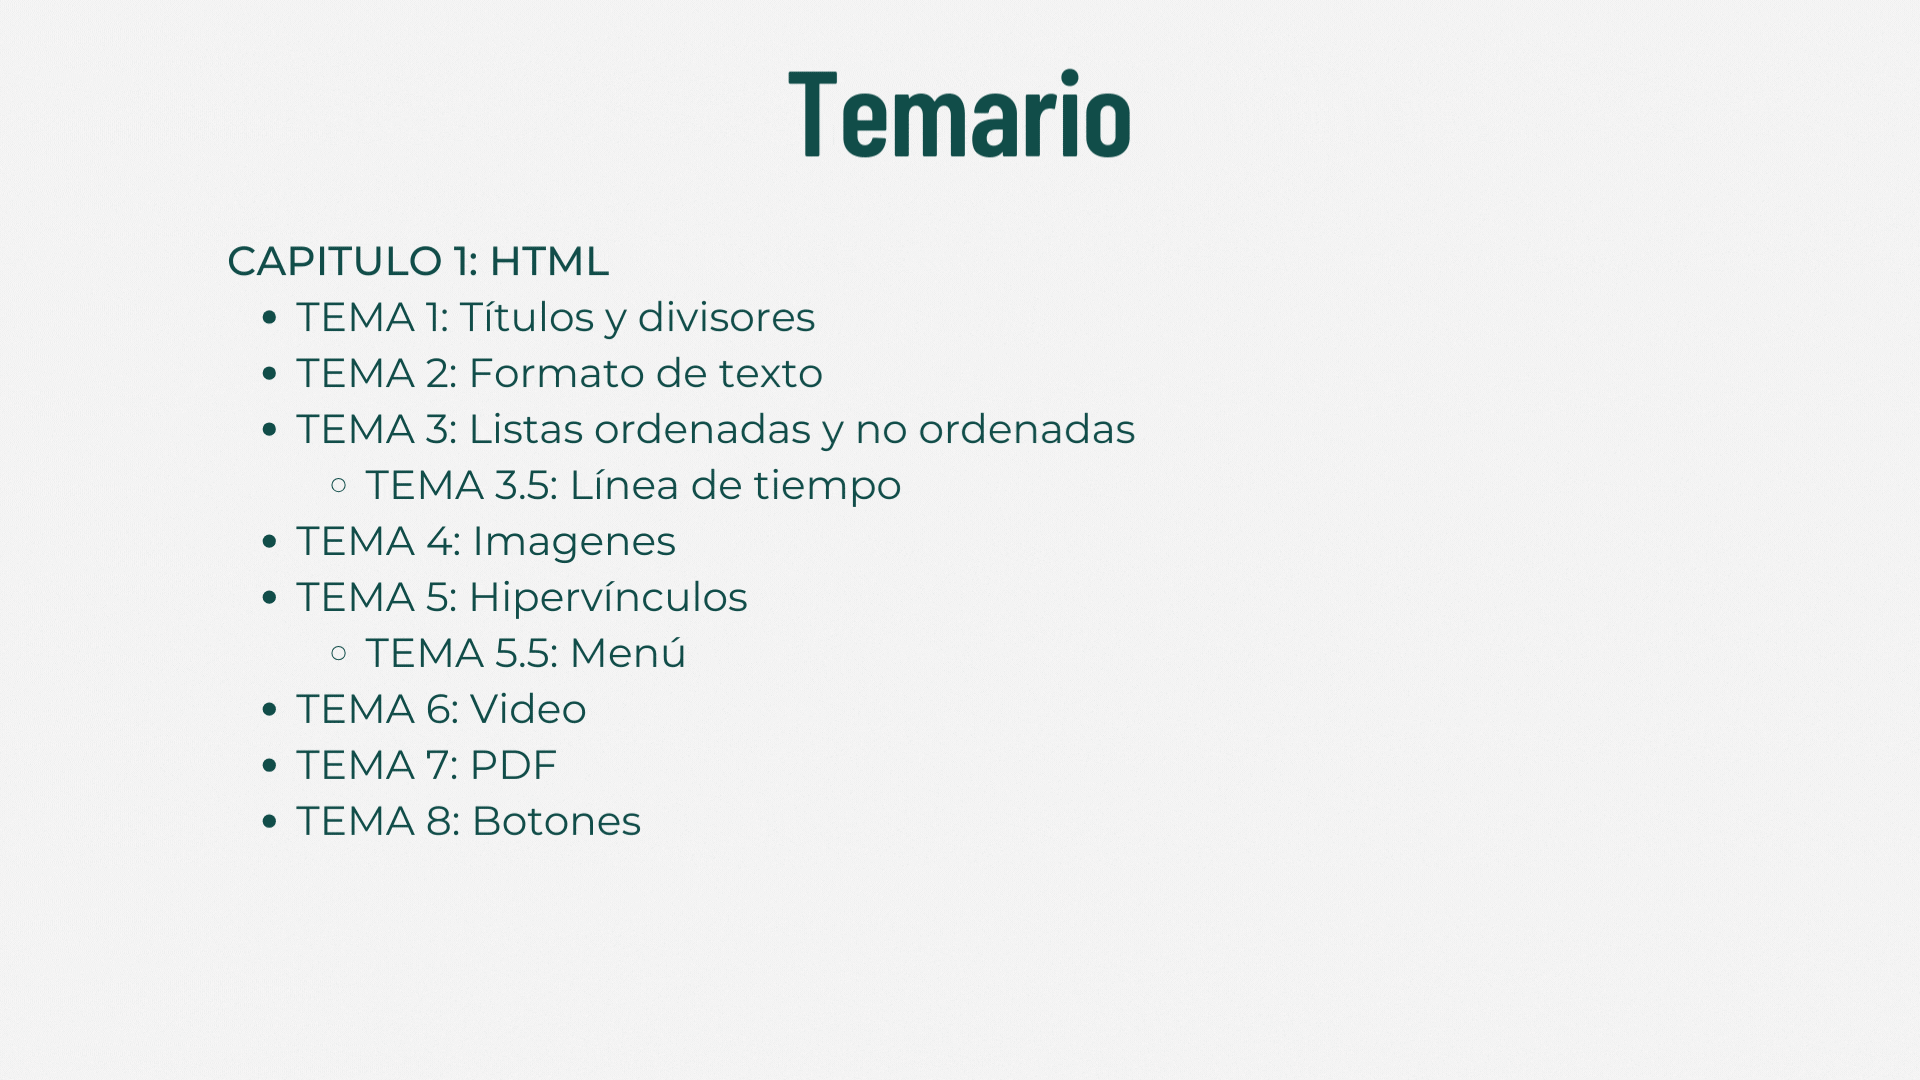 Temario
CAPITULO 1: HTML
• TEMA 1: Títulos y divisores
• TEMA 2: Formato de texto
• TEMA 3: Listas ordenadas y no ordenadas
◦ TEMA 3.5: Línea de tiempo
• TEMA 4: Imagenes
• TEMA 5: Hipervínculos
◦ TEMA 5.5: Menú
• TEMA 6: Video
• TEMA 7: PDF
• TEMA 8: Botones